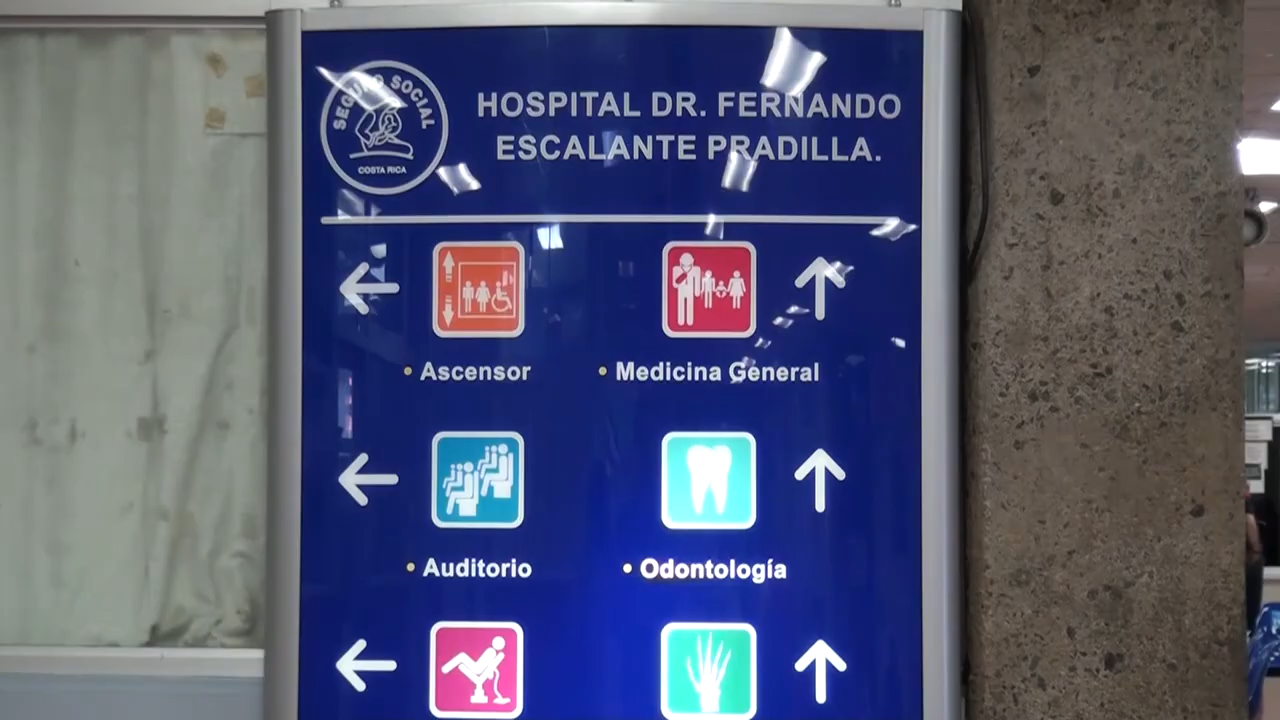 SEGURO SOCIAL
COSTA RICA
HOSPITAL DR. FERNANDO
ESCALANTE PRADILLA.
• Ascensor
• Medicina General
• Auditorio
• Odontología